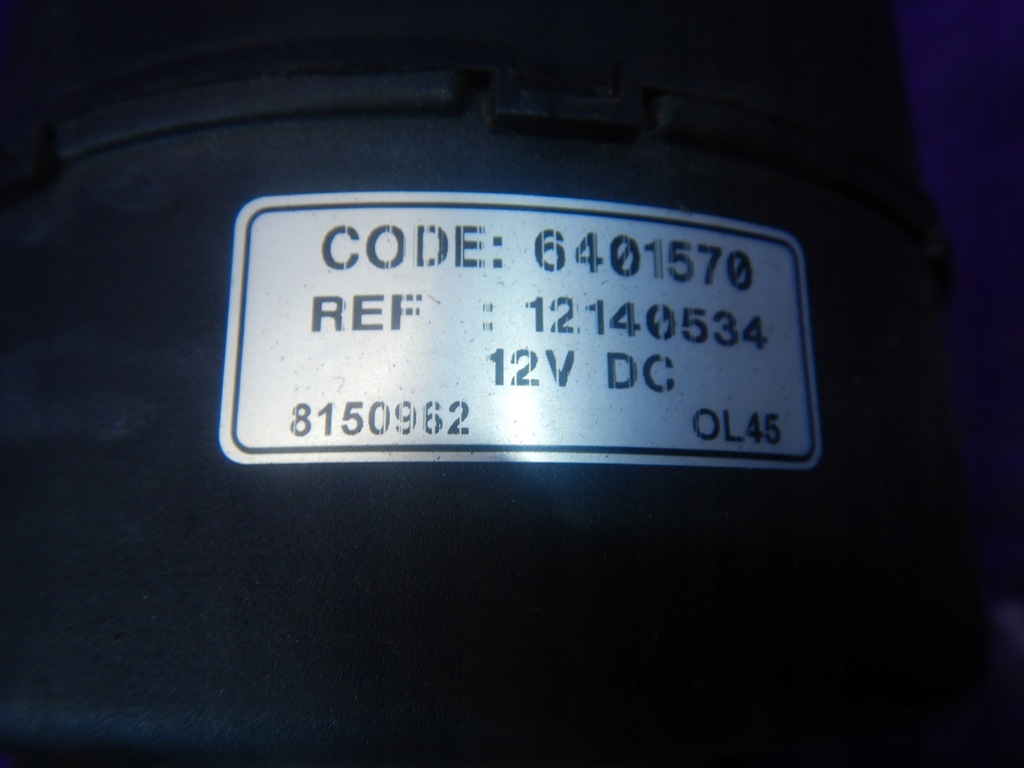 CODE: 6401570
REF : 12140534
12V DC
8150962 OL45